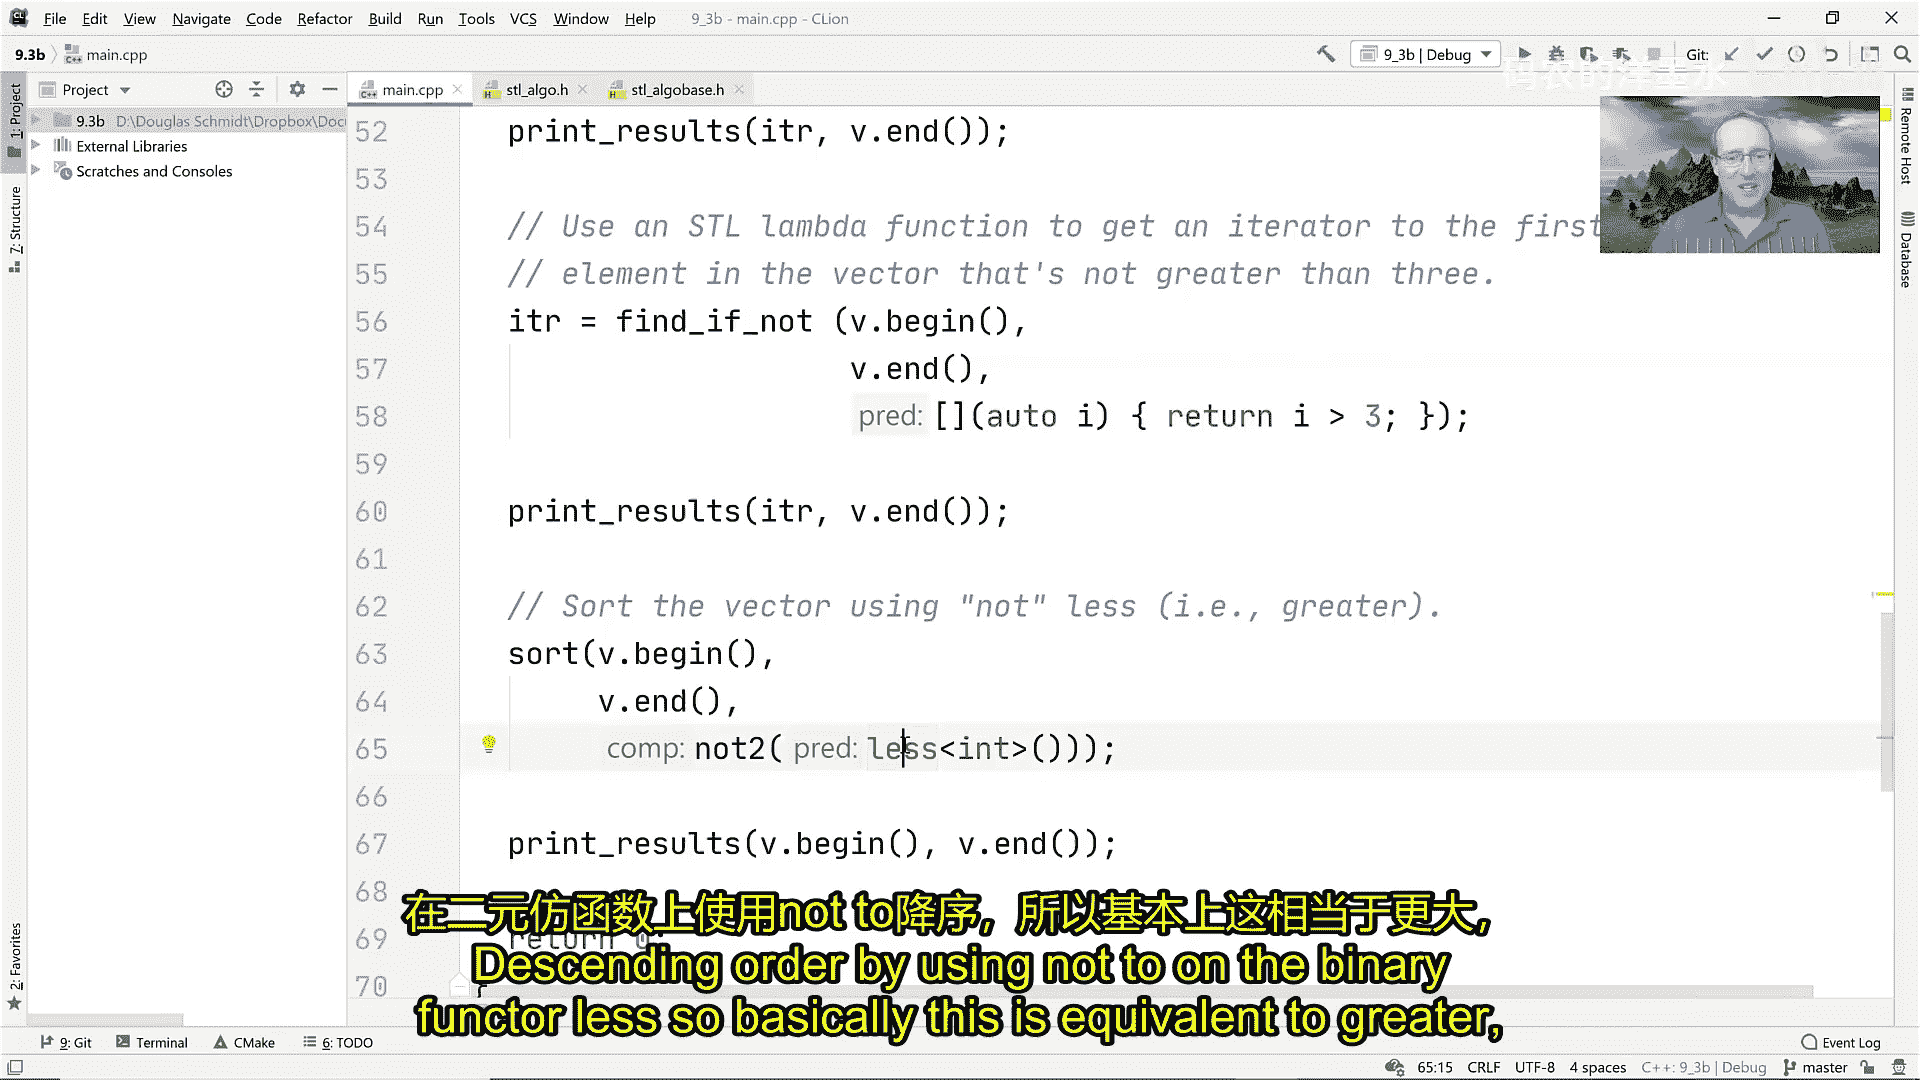 File Edit View Navigate Code Refactor Build Run Tools VCS Window Help 9_3b - main.cpp - CLion
9.3b main.cpp 9_3b | Debug Git:
Project main.cpp stl_algo.h stl_algobase.h
1: Project
7: Structure
2: Favorites
Remote Host
Database
9.3b D:\Douglas Schmidt\Dropbox\Doc
External Libraries
Scratches and Consoles
52 print_results(itr, v.end());
53
54 // Use an STL lambda function to get an iterator to the first
55 // element in the vector that's not greater than three.
56 itr = find_if_not (v.begin(),
57 v.end(),
58 pred: [](auto i) { return i > 3; });
59
60 print_results(itr, v.end());
61
62 // Sort the vector using "not" less (i.e., greater).
63 sort(v.begin(),
64 v.end(),
65 comp: not2( pred: less<int>()));
66
67 print_results(v.begin(), v.end());
68
69 return 0;
70 }
在二元仿函数上使用not to降序，所以基本上这相当于更大，
Descending order by using not to on the binary
functor less so basically this is equivalent to greater,
9: Git Terminal CMake 6: TODO Event Log
65:15 CRLF UTF-8 4 spaces C++: 9_3b | Debug master